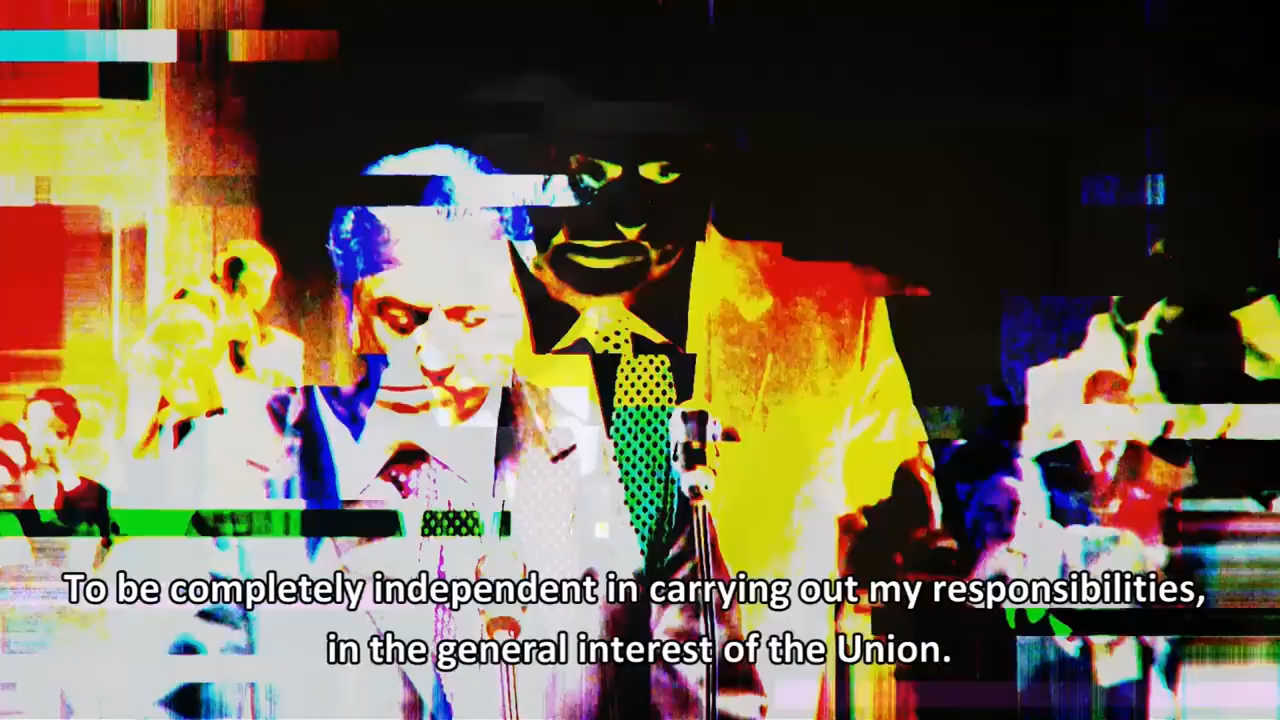 To be completely independent in carrying out my responsibilities,
in the general interest of the Union.